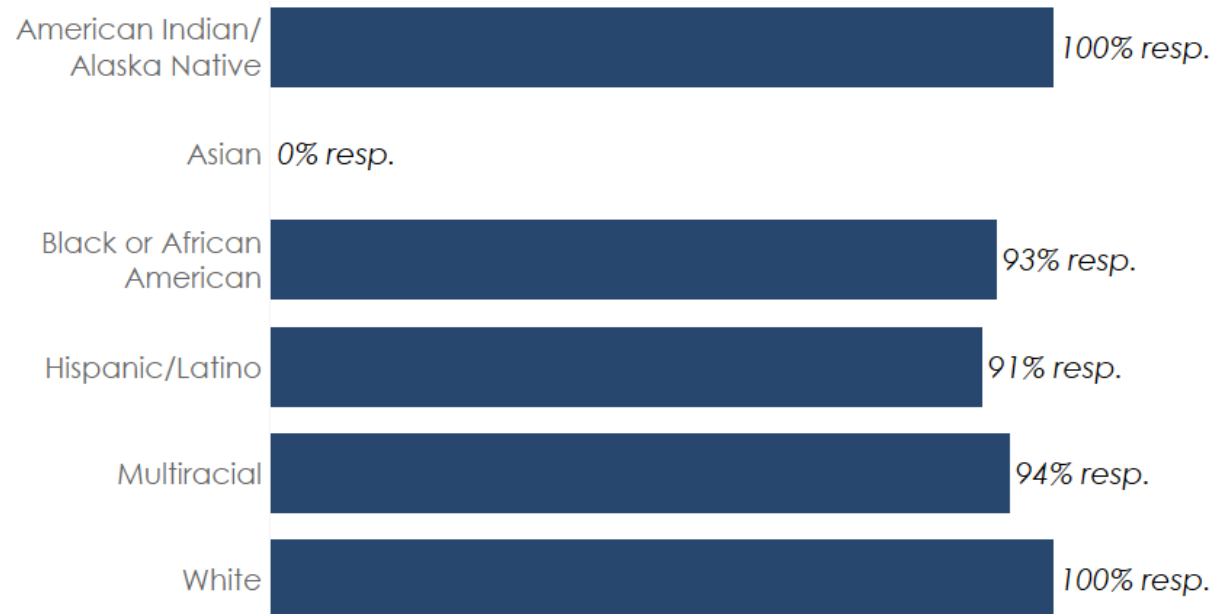 American Indian/
Alaska Native
100% resp.
Asian
0% resp.
Black or African
American
93% resp.
Hispanic/Latino
91% resp.
Multiracial
94% resp.
White
100% resp.